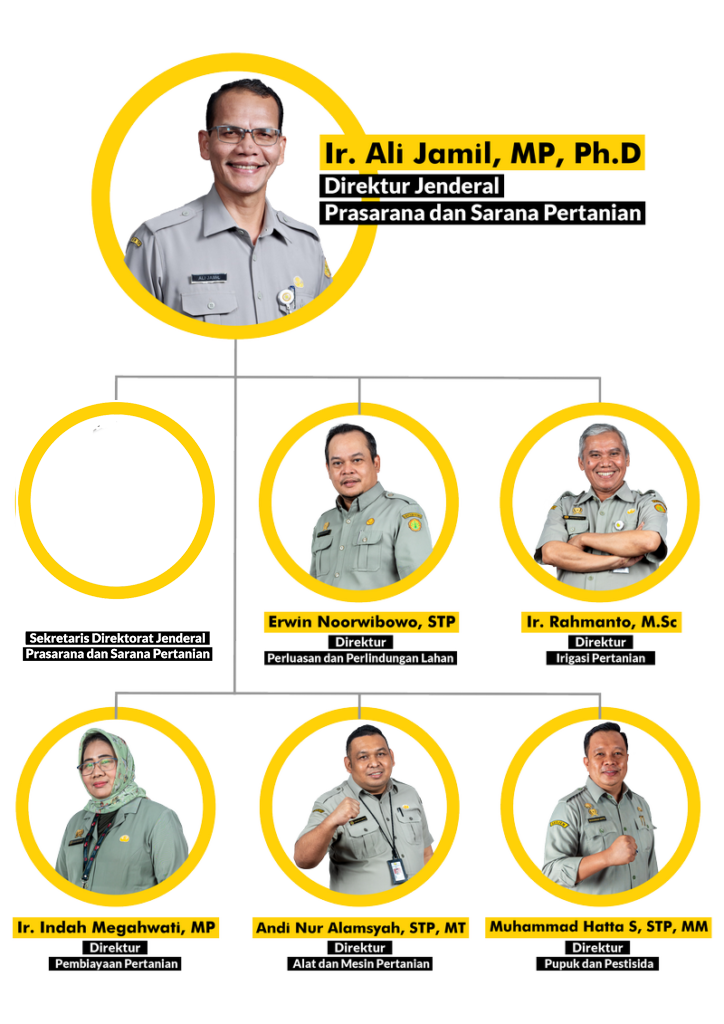 Ir. Ali Jamil, MP, Ph.D
Direktur Jenderal
Prasarana dan Sarana Pertanian
ALI JAMIL
Sekretaris Direktorat Jenderal
Prasarana dan Sarana Pertanian
Erwin Noorwibowo, STP
Direktur
Perluasan dan Perlindungan Lahan
Ir. Rahmanto, M.Sc
Direktur
Irigasi Pertanian
Ir. Indah Megahwati, MP
Direktur
Pembiayaan Pertanian
Andi Nur Alamsyah, STP, MT
Direktur
Alat dan Mesin Pertanian
Muhammad Hatta S, STP, MM
Direktur
Pupuk dan Pestisida